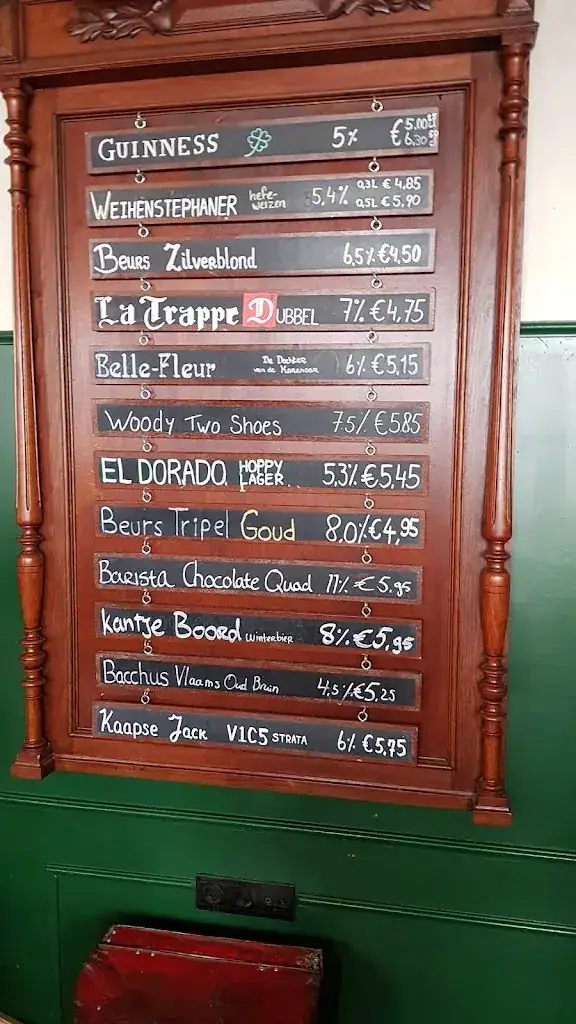 GUINNESS 5% € 5.00 6.30
WEIHENSTEPHANER hefe-weizen 5,4% 0,3L € 4,85 0,5L € 5,90
Beurs Zilverblond 6,5% €4,50
La Trappe DUBBEL 7% €4,75
Belle-Fleur De Dochter van de Korenaar 6% €5,15
Woody Two Shoes 7.5% €5.85
EL DORADO HOPPY LAGER 5,3% €5,45
Beurs Tripel Goud 8.0% €4,95
Barista Chocolate Quad 11% €5.95
Kantje Boord Winterbier 8% €5,95
Bacchus Vlaams Oud Bruin 4,5% €5,25
Kaapse Jack V1C5 STRATA 6% €5,75